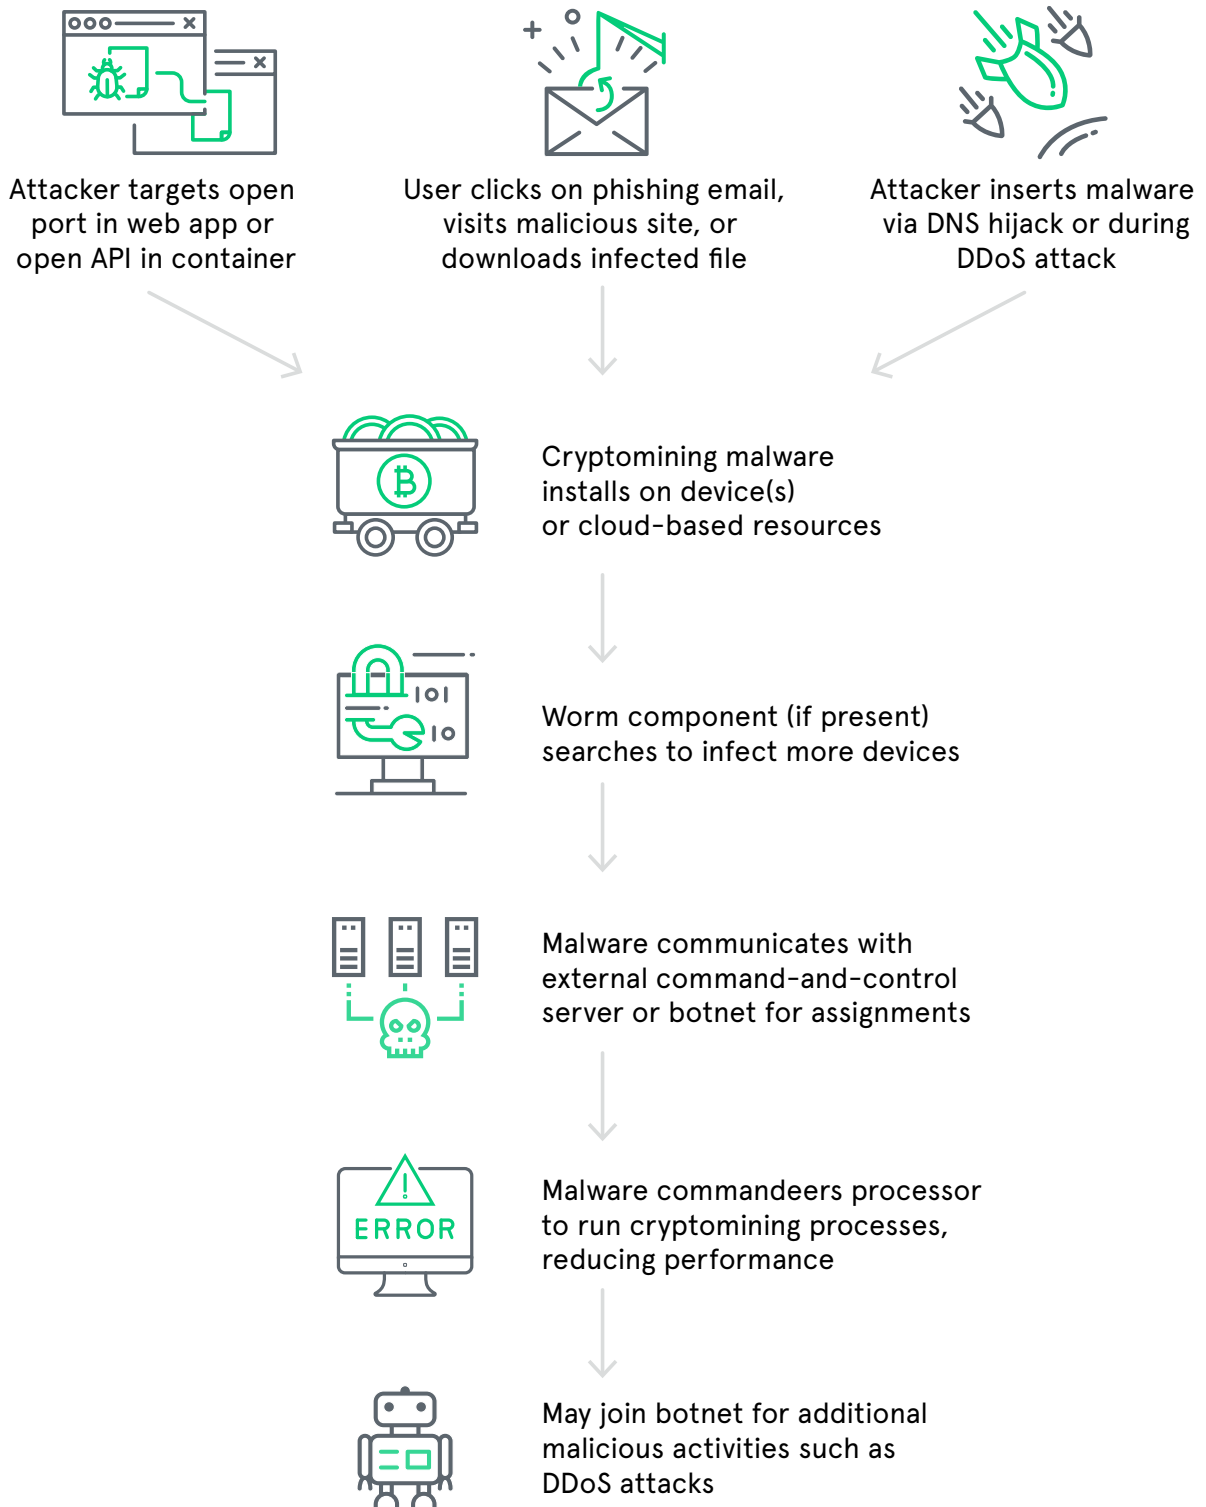 Attacker targets open
port in web app or
open API in container
User clicks on phishing email,
visits malicious site, or
downloads infected file
Attacker inserts malware
via DNS hijack or during
DDoS attack
Cryptomining malware
installs on device(s)
or cloud-based resources
101
10
Worm component (if present)
searches to infect more devices
Malware communicates with
external command-and-control
server or botnet for assignments
ERROR
Malware commandeers processor
to run cryptomining processes,
reducing performance
May join botnet for additional
malicious activities such as
DDoS attacks